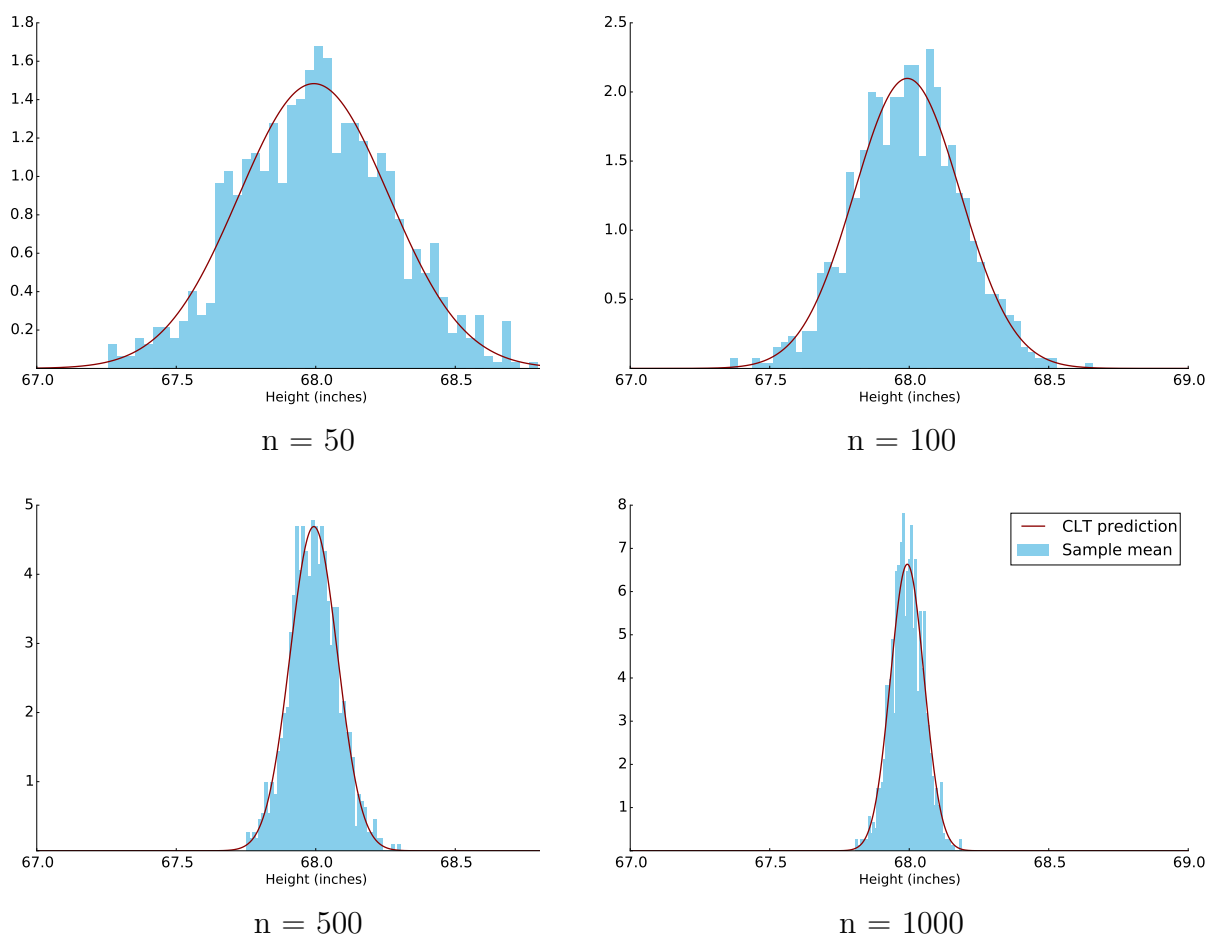 1.8
1.6
1.4
1.2
1.0
0.8
0.6
0.4
0.2
67.0 67.5 68.0 68.5
Height (inches)
n = 50
2.5
2.0
1.5
1.0
0.5
67.0 67.5 68.0 68.5 69.0
Height (inches)
n = 100
5
4
3
2
1
67.0 67.5 68.0 68.5
Height (inches)
n = 500
8
7
6
5
4
3
2
1
CLT prediction
Sample mean
67.0 67.5 68.0 68.5 69.0
Height (inches)
n = 1000